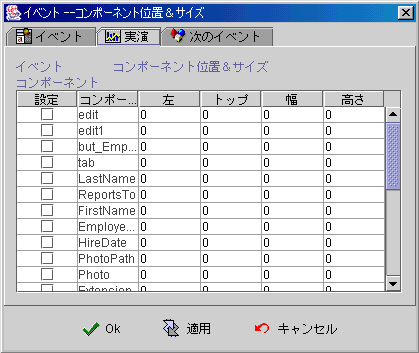 イベント --コンポーネント位置＆サイズ
イベント 実演 次のイベント
イベント コンポーネント位置＆サイズ
コンポーネント
設定 コンポー... 左 トップ 幅 高さ
edit 0 0 0 0
edit1 0 0 0 0
but_Emp... 0 0 0 0
tab 0 0 0 0
LastName 0 0 0 0
ReportsTo 0 0 0 0
FirstName 0 0 0 0
Employe... 0 0 0 0
HireDate 0 0 0 0
PhotoPath 0 0 0 0
Photo 0 0 0 0
Extension 0 0 0 0
Ok 適用 キャンセル